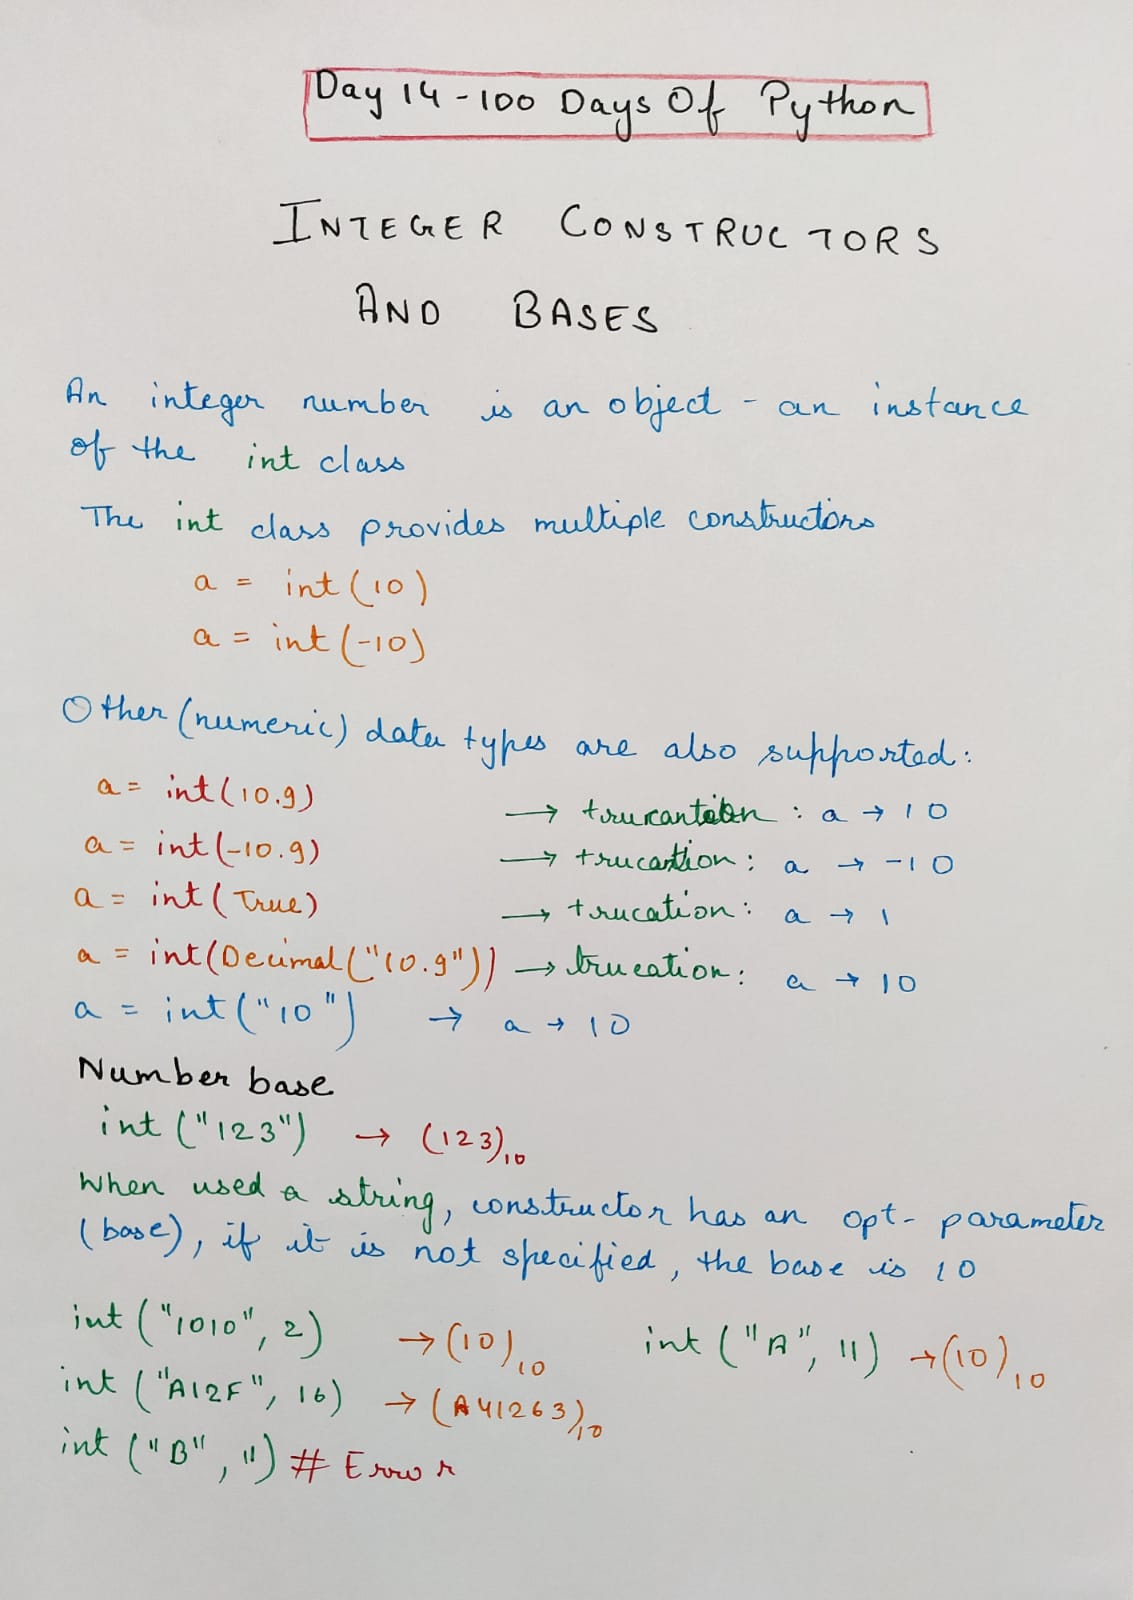 Day 14 - 100 Days Of Python
INTEGER CONSTRUCTORS
AND BASES
An integer number is an object - an instance
of the int class
The int class provides multiple constructors
a = int (10)
a = int (-10)
Other (numeric) data types are also supported:
a = int (10.9) → trucantation : a → 10
a = int (-10.9) → trucantion : a → -10
a = int ( True) → trucation : a → 1
a = int (Decimal ("10.9")) → trucation : a → 10
a = int ("10") → a → 10
Number base
int ("123") → (123)₁₀
When used a string, constructor has an opt- parameter
(base), if it is not specified, the base is 10
int ("1010", 2) → (10)₁₀ int ("A", 11) → (10)₁₀
int ("A12F", 16) → (A41263)₁₀
int ("B", 11) # Error